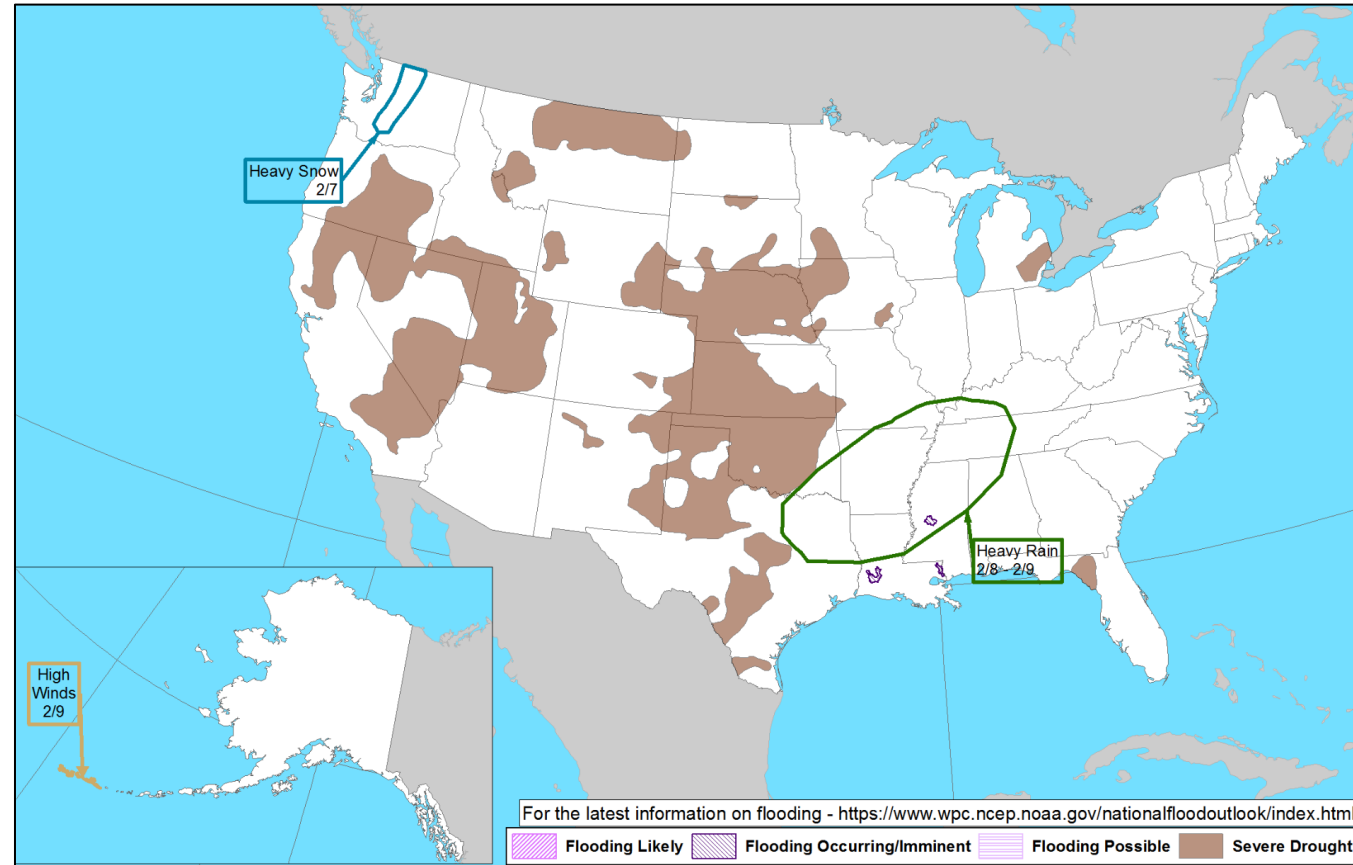 Heavy Snow
2/7
Heavy Rain
2/8 - 2/9
High
Winds
2/9
For the latest information on flooding - https://www.wpc.ncep.noaa.gov/nationalfloodoutlook/index.html
Flooding Likely
Flooding Occurring/Imminent
Flooding Possible
Severe Drought